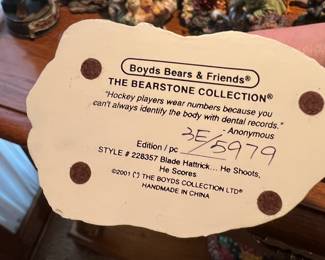 Boyds Bears & Friends®
THE BEARSTONE COLLECTION®
"Hockey players wear numbers because you
can't always identify the body with dental records."
- Anonymous
3E/5979
Edition / pc
STYLE # 228357 Blade Hattrick... He Shoots,
He Scores
©2001 (") THE BOYDS COLLECTION LTD®
HANDMADE IN CHINA